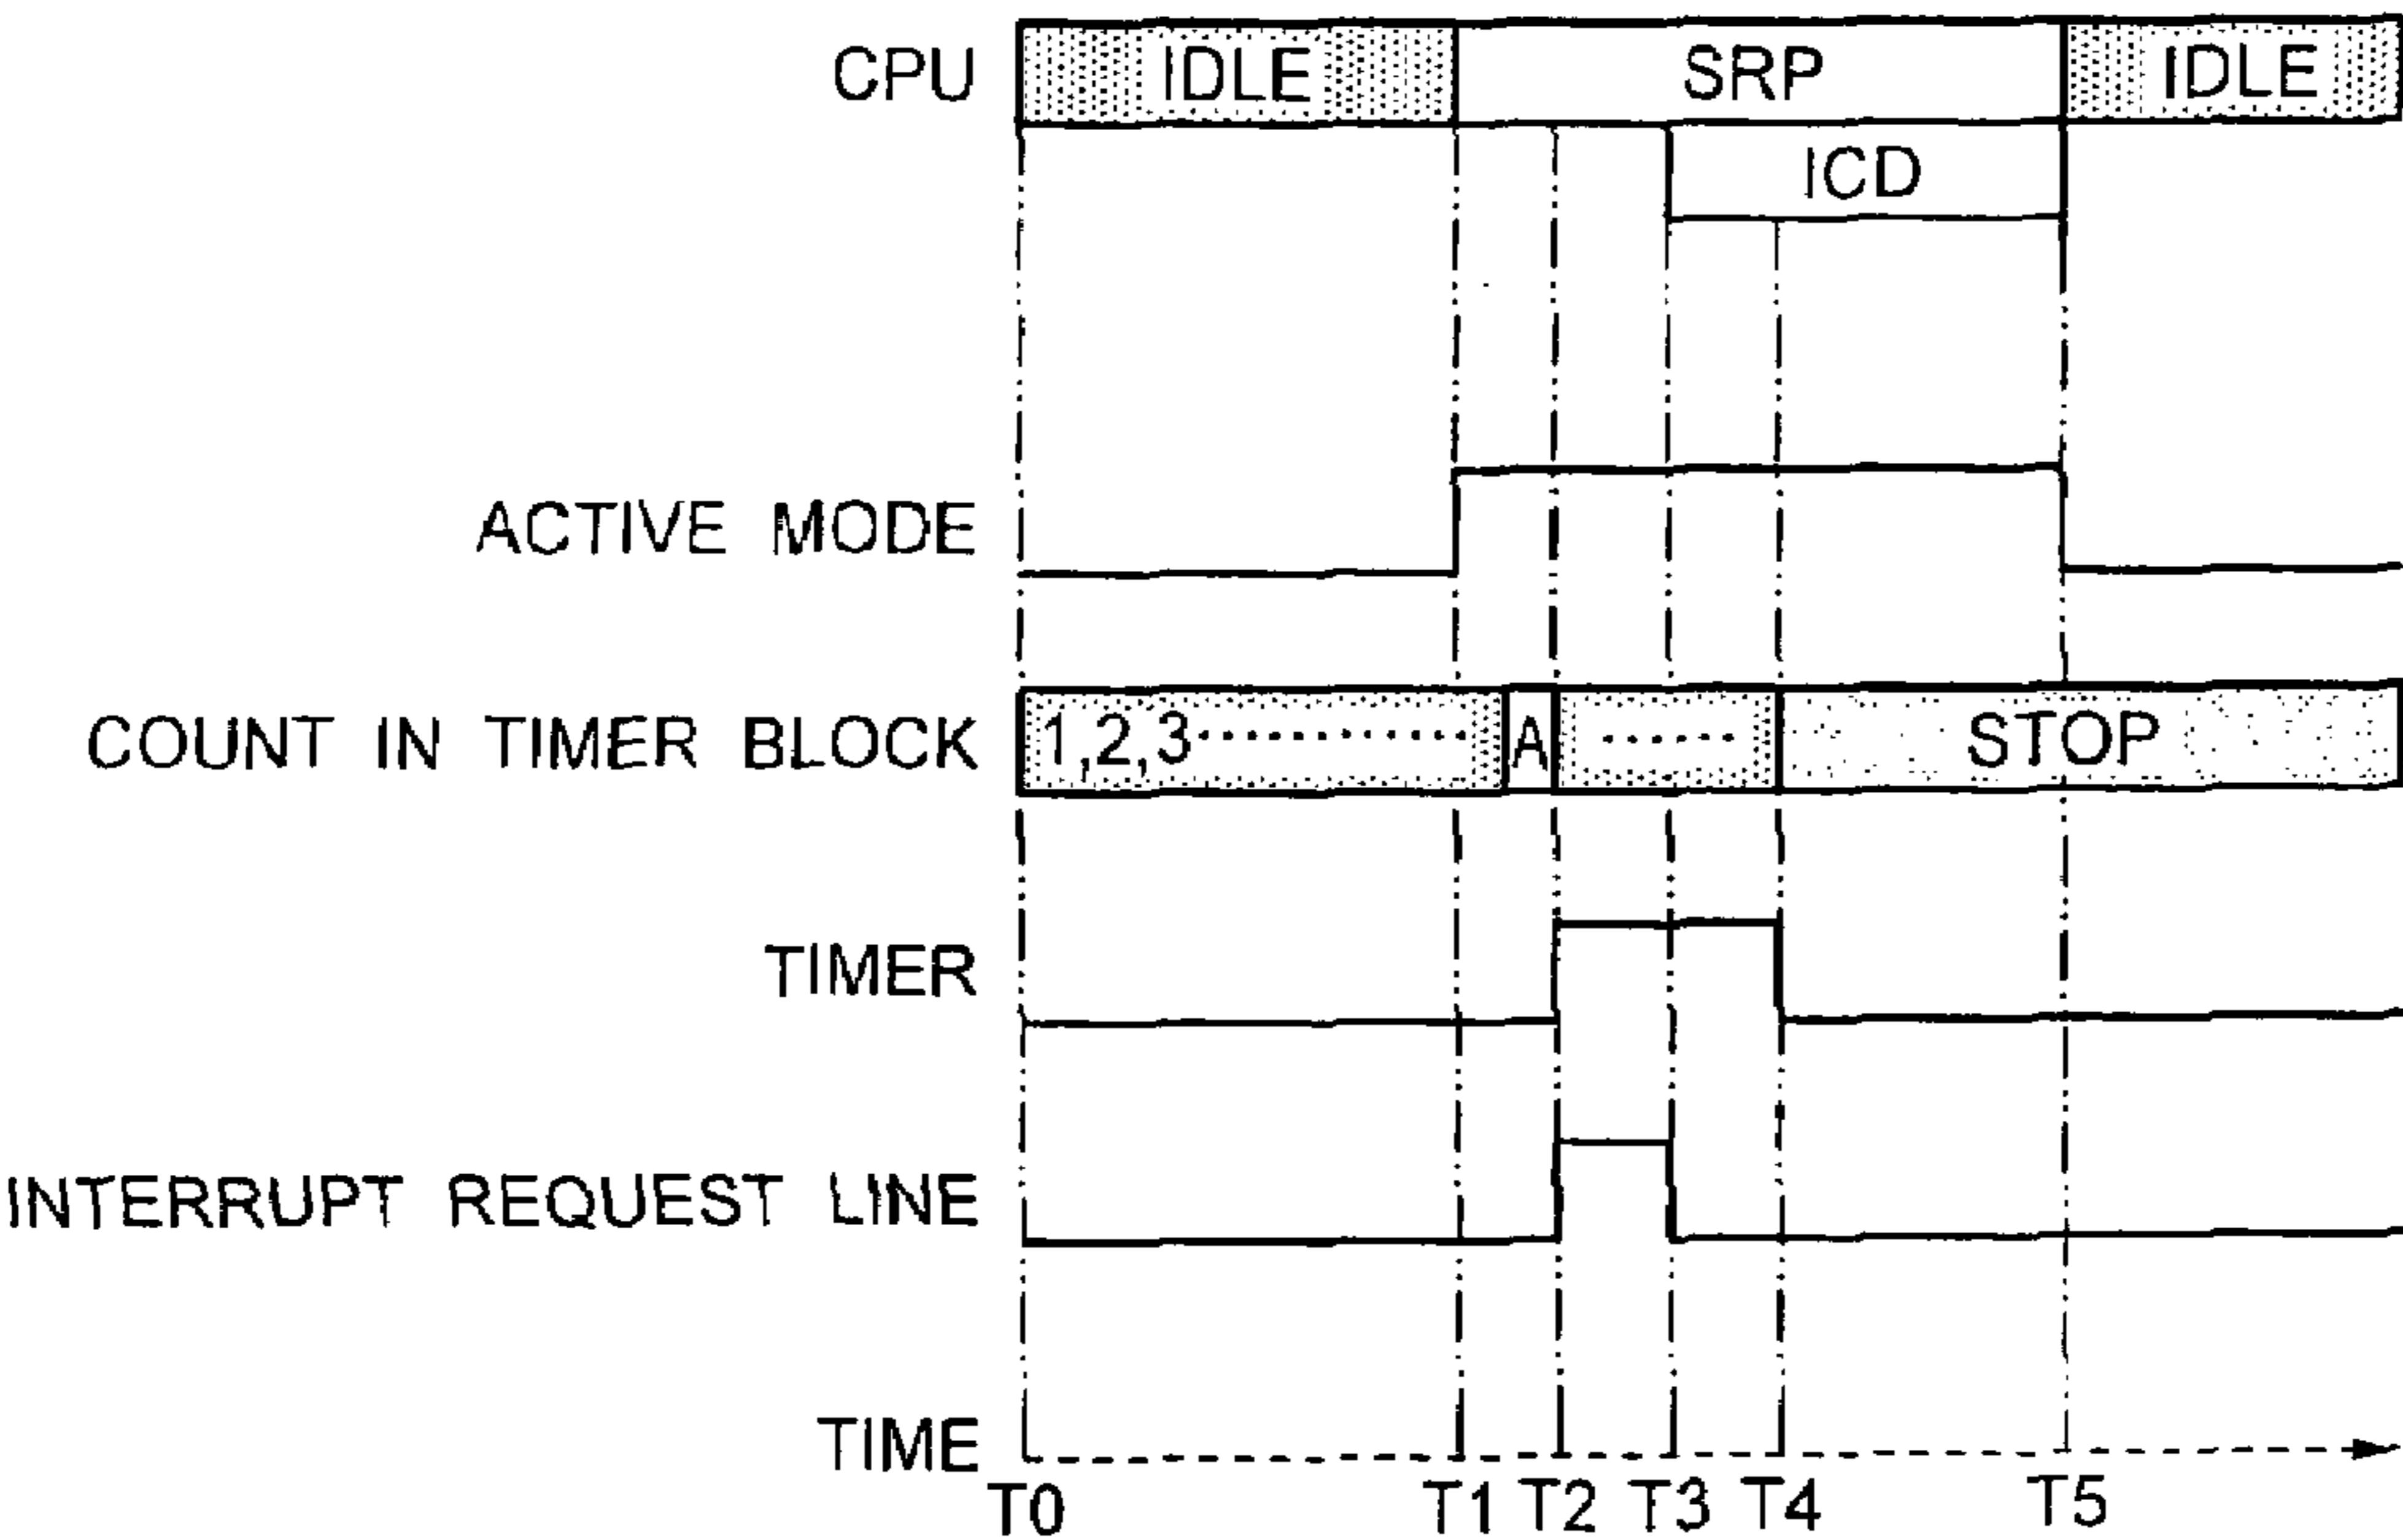 CPU IDLE SRP IDLE
ICD
ACTIVE MODE
COUNT IN TIMER BLOCK 1,2,3············ A ······ STOP
TIMER
INTERRUPT REQUEST LINE
TIME
T0 T1 T2 T3 T4 T5